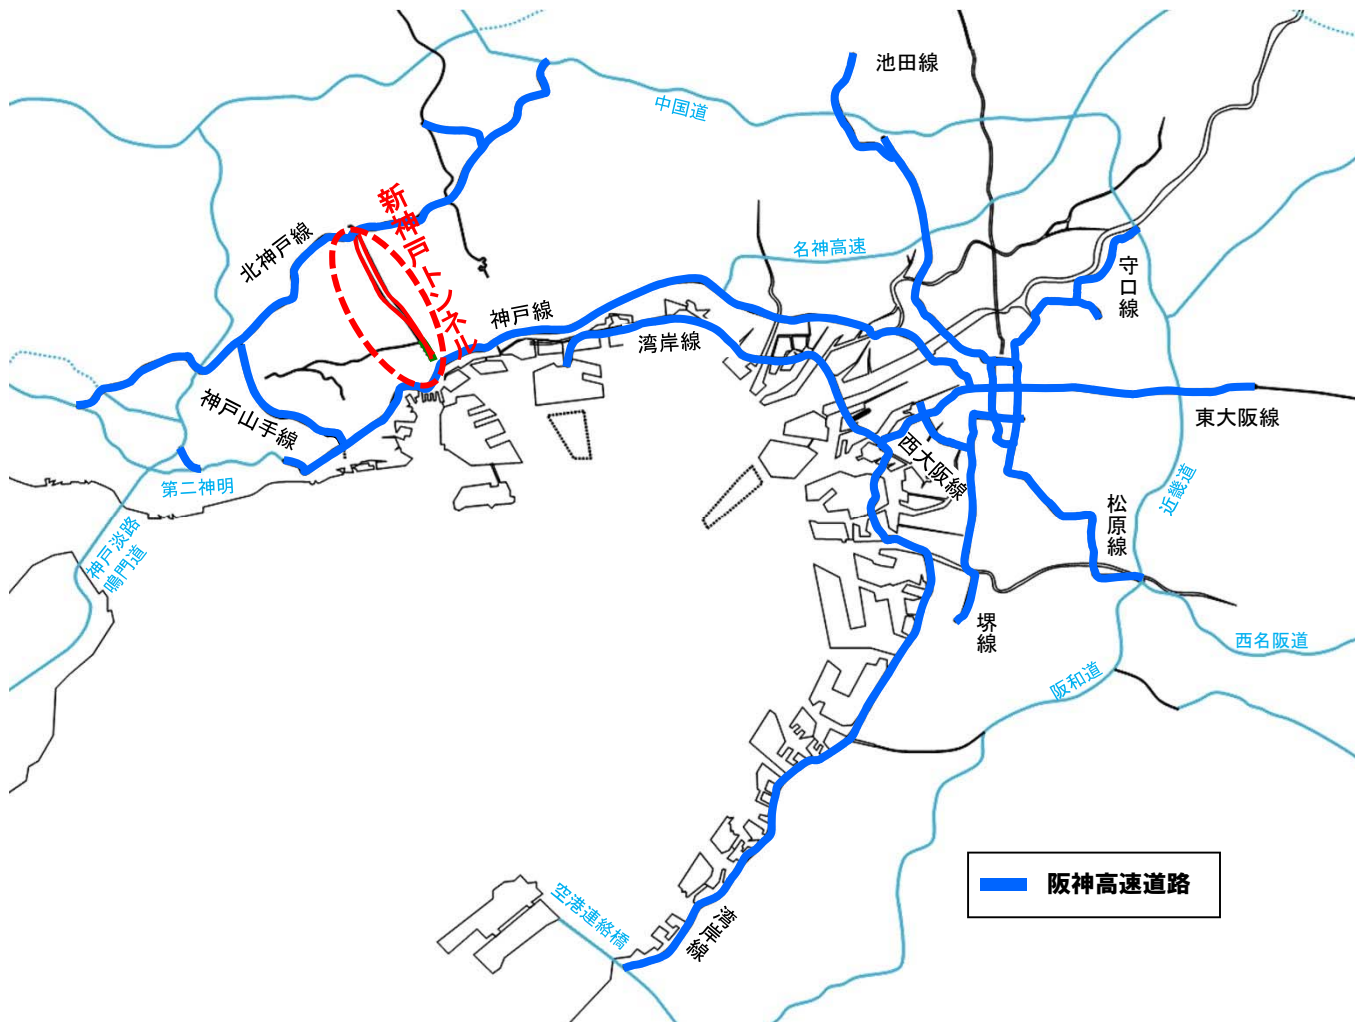 池田線
中国道
新神戸トンネル
北神戸線
名神高速
守口線
神戸線
湾岸線
神戸山手線
東大阪線
西大阪線
第二神明
近畿道
松原線
神戸淡路
鳴門道
堺線
西名阪道
阪和道
阪神高速道路
空港連絡橋
湾岸線